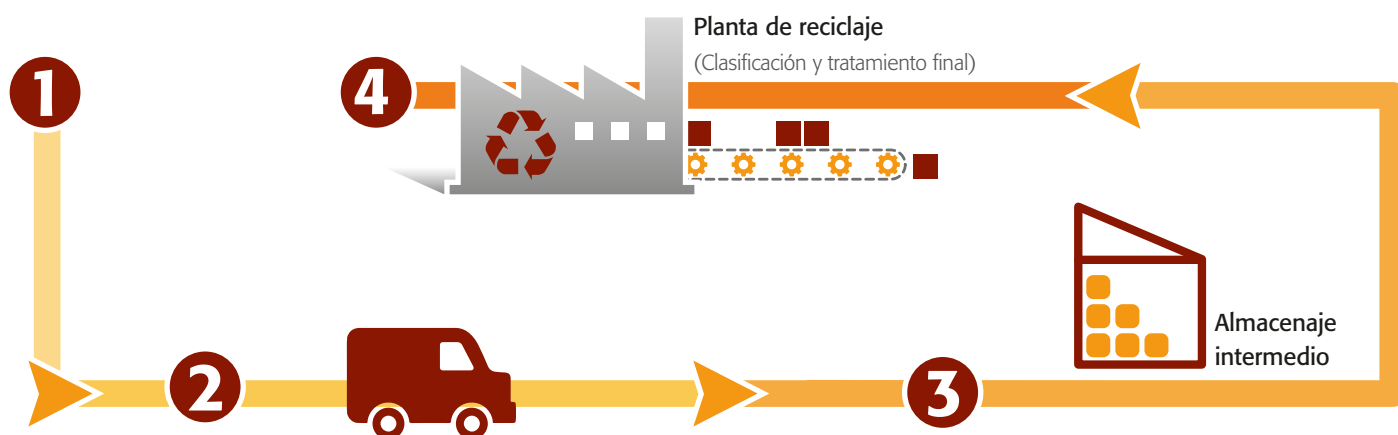 1
4
Planta de reciclaje
(Clasificación y tratamiento final)
2
3
Almacenaje
intermedio